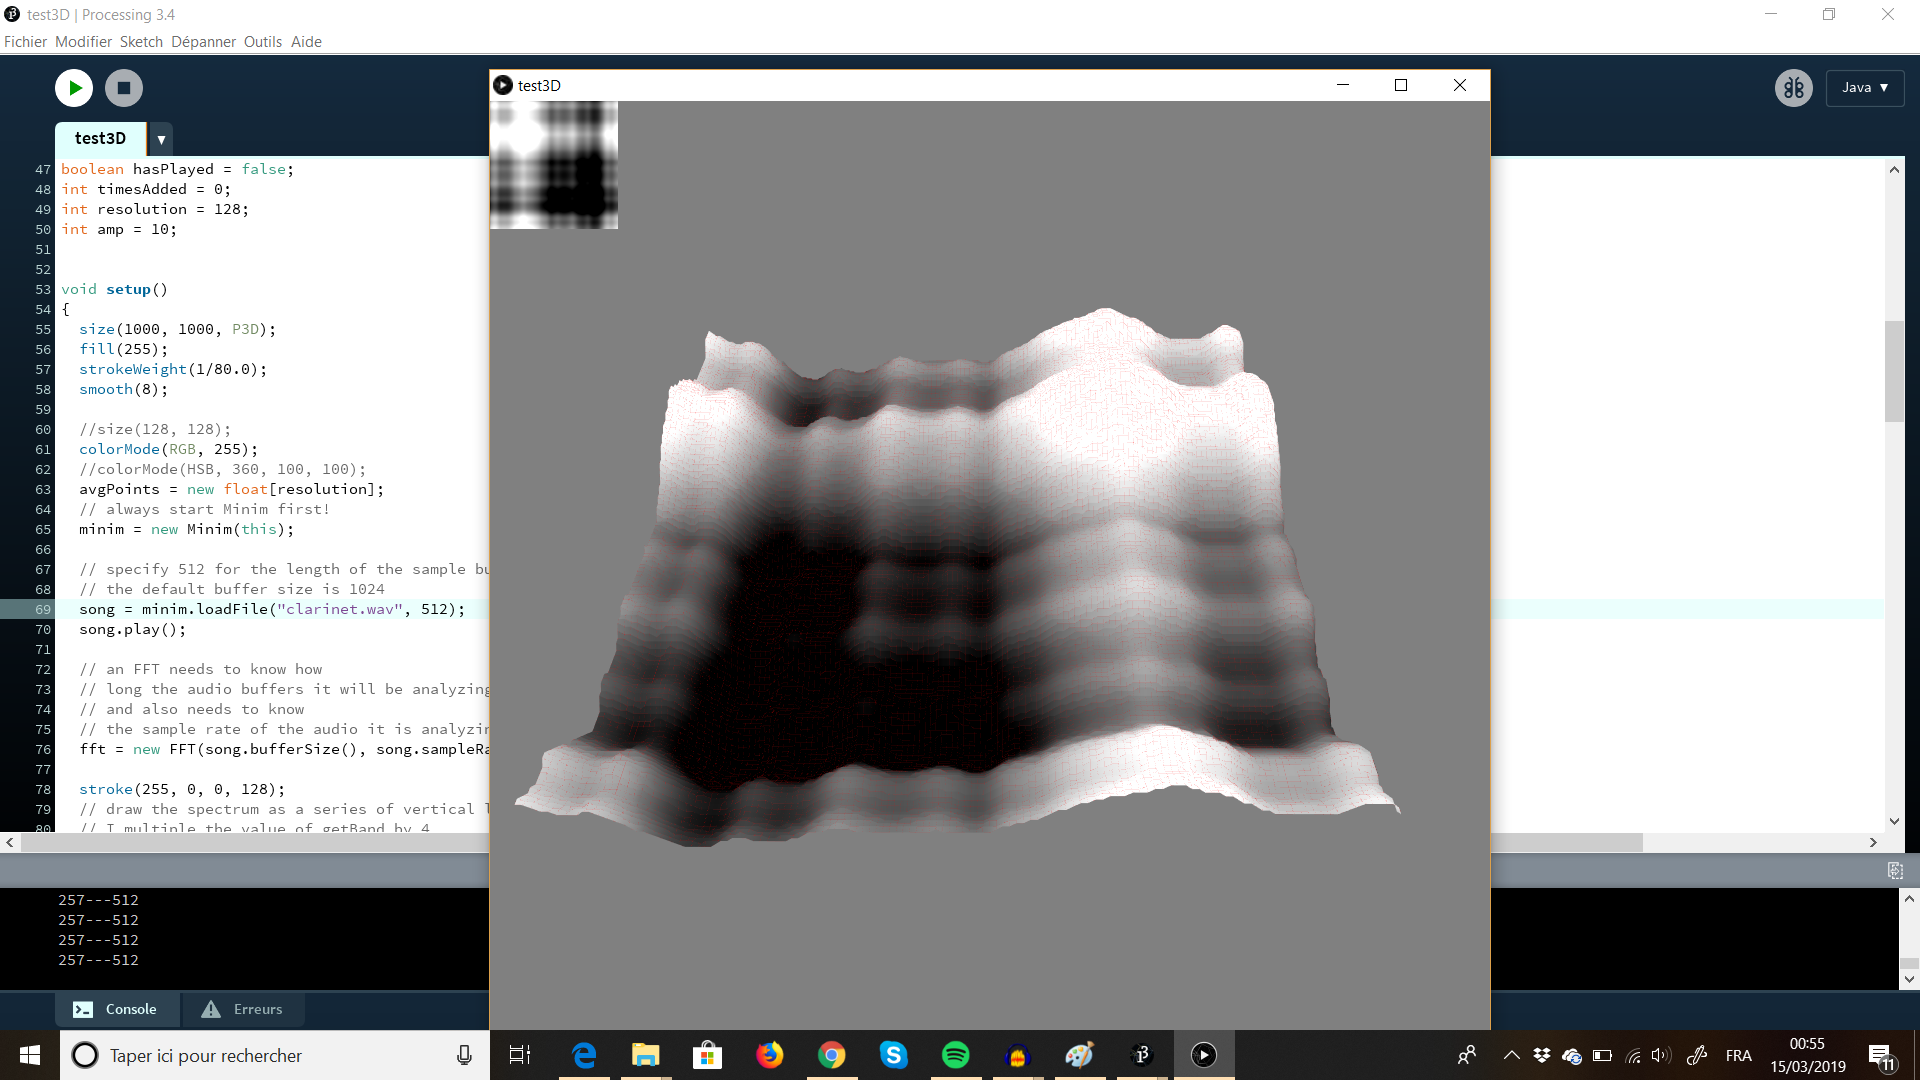 test3D | Processing 3.4
Fichier Modifier Sketch Dépanner Outils Aide
Java ▼
test3D ▼
test3D
47 boolean hasPlayed = false;
48 int timesAdded = 0;
49 int resolution = 128;
50 int amp = 10;
51
52
53 void setup()
54 {
55 size(1000, 1000, P3D);
56 fill(255);
57 strokeWeight(1/80.0);
58 smooth(8);
59
60 //size(128, 128);
61 colorMode(RGB, 255);
62 //colorMode(HSB, 360, 100, 100);
63 avgPoints = new float[resolution];
64 // always start Minim first!
65 minim = new Minim(this);
66
67 // specify 512 for the length of the sample bu
68 // the default buffer size is 1024
69 song = minim.loadFile("clarinet.wav", 512);
70 song.play();
71
72 // an FFT needs to know how
73 // long the audio buffers it will be analyzing
74 // and also needs to know
75 // the sample rate of the audio it is analyzin
76 fft = new FFT(song.bufferSize(), song.sampleRa
77
78 stroke(255, 0, 0, 128);
79 // draw the spectrum as a series of vertical l
80 // I multiple the value of getBand by 4
257---512
257---512
257---512
257---512
Console Erreurs
Taper ici pour rechercher
FRA
00:55
15/03/2019
11